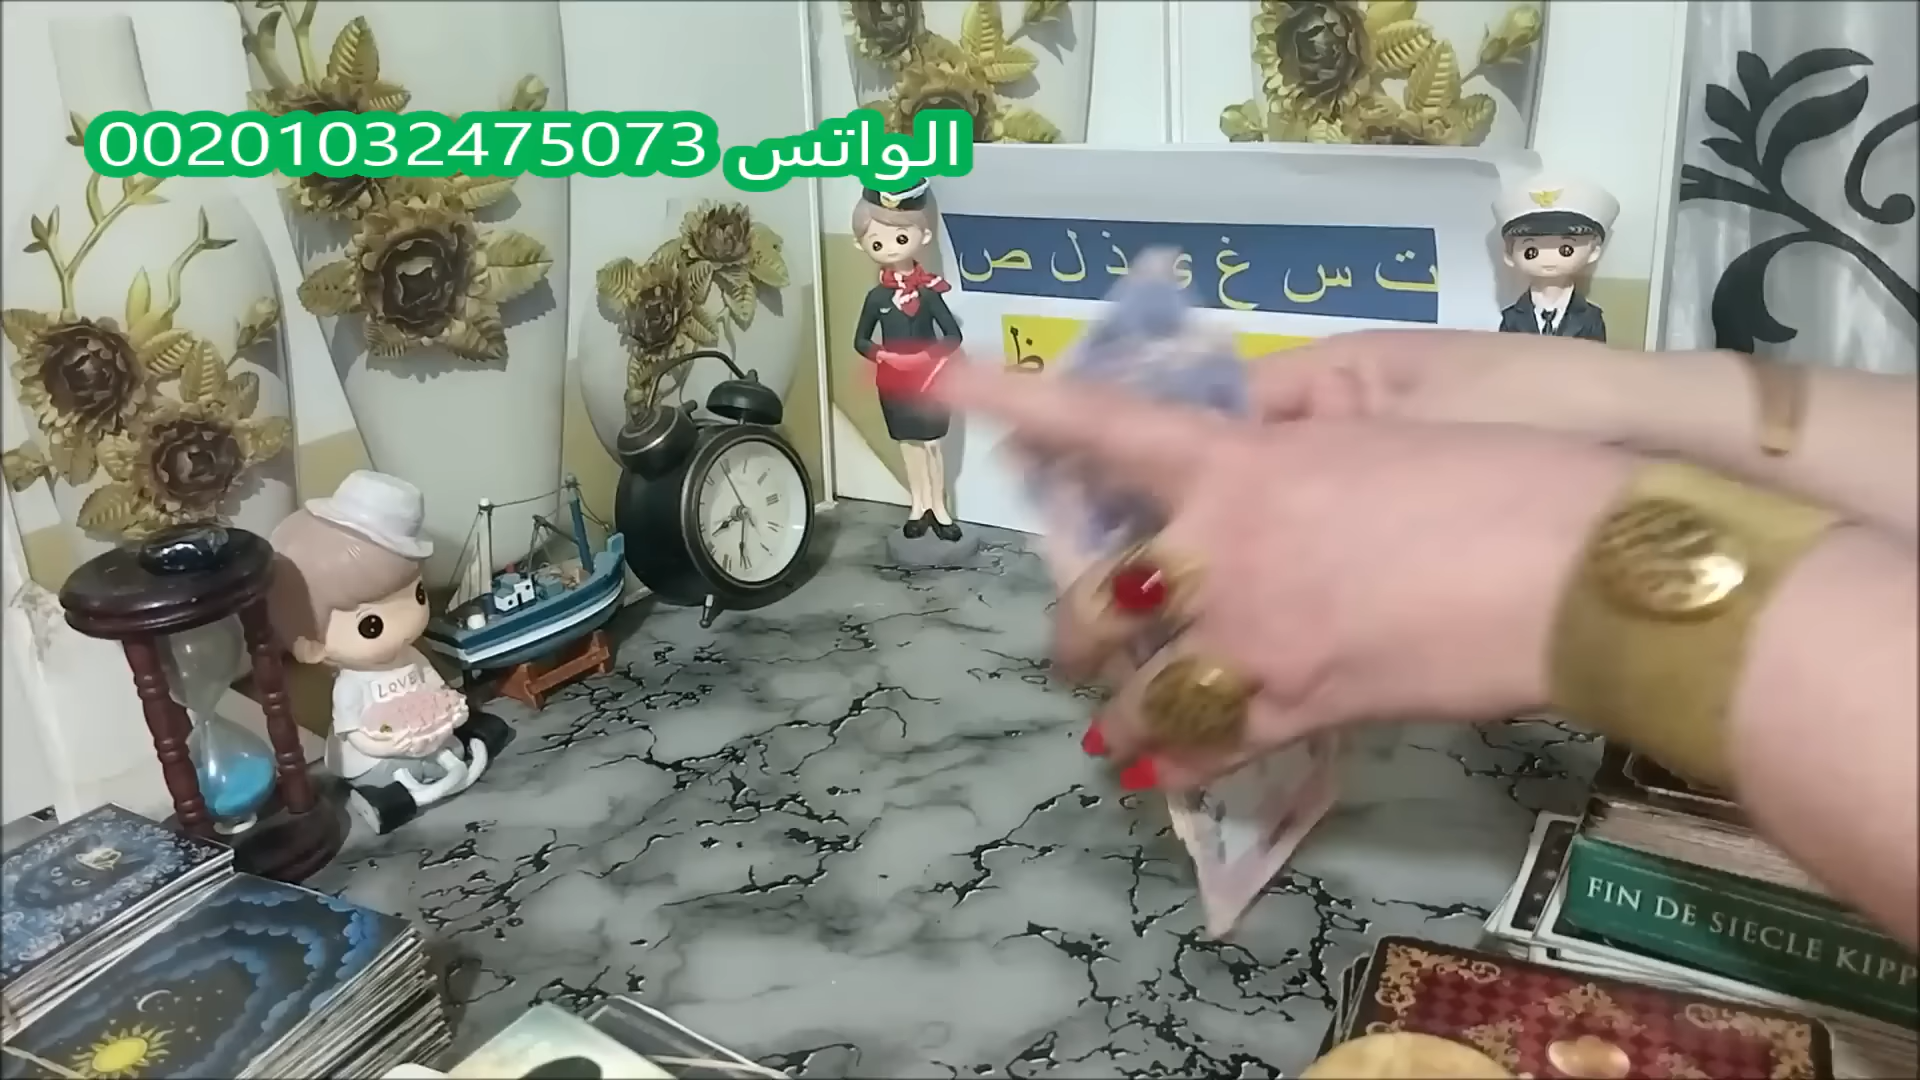 الواتس 00201032475073
ت س غ ي ذ ل ص
ظ
LOVE
FIN DE SIECLE KIPP